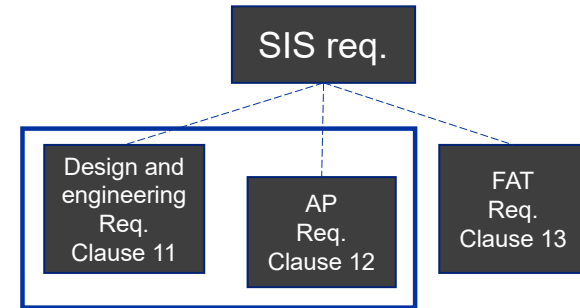 SIS req.
Design and
engineering
Req.
Clause 11
AP
Req.
Clause 12
FAT
Req.
Clause 13